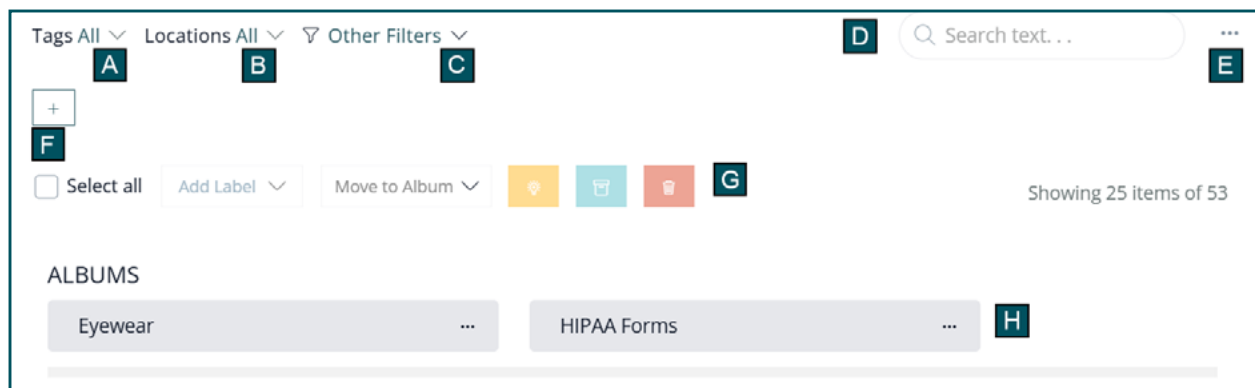 Tags All Locations All Other Filters D Search text. . . ...
A B C E
+
F
Select all Add Label Move to Album G
Showing 25 items of 53
ALBUMS
Eyewear ... HIPAA Forms ... H